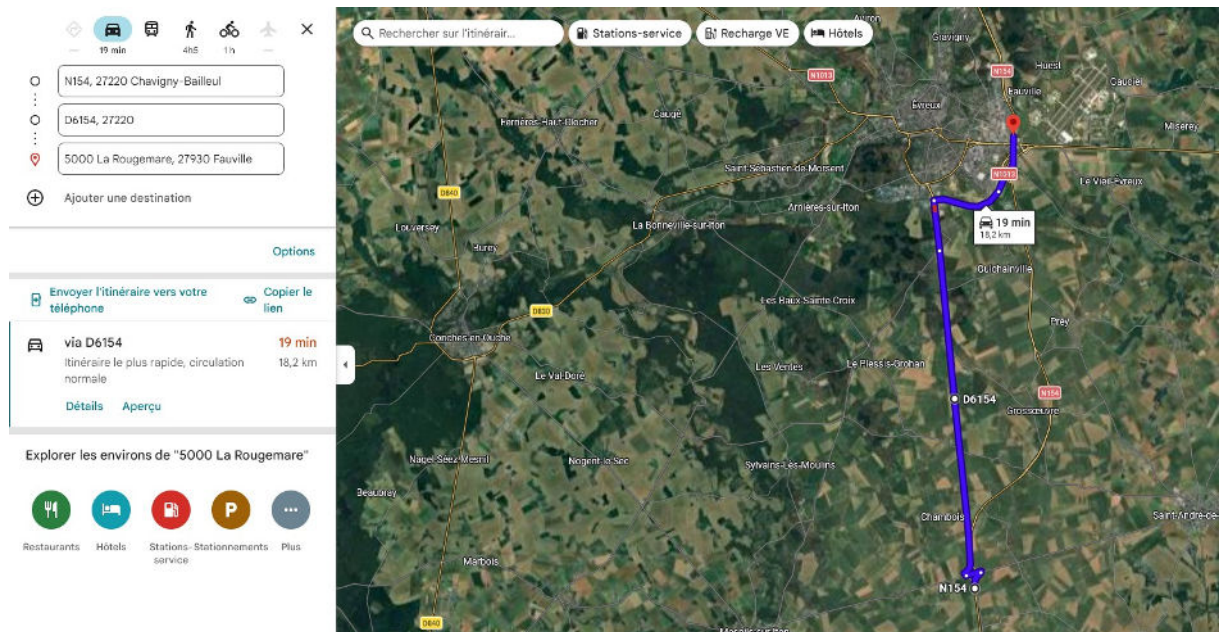 19 min
4h5
1 h
N154, 27220 Chavigny-Bailleul
D6154, 27220
5000 La Rougemare, 27930 Fauville
Ajouter une destination
Options
Envoyer l'itinéraire vers votre
téléphone
Copier le
lien
via D6154
19 min
Itinéraire le plus rapide, circulation
normale
18,2 km
Détails
Aperçu
Explorer les environs de "5000 La Rougemare"
Restaurants
Hôtels
Stations-
service
Stationnements
Plus
Rechercher sur l'itinérair...
Stations-service
Recharge VE
Hôtels
Aviron
Gravigny
N1013
N154
Huest
Gauciel
Fauville
Évreux
Ferrières-Haut-Clocher
Caugé
Miserey
Saint-Sébastien-de-Morsent
N1013
Le Vieil-Évreux
D840
Arnières-sur-Iton
Louversey
La Bonneville-sur-Iton
19 min
18,2 km
Burey
Guichainville
Les Baux-Sainte-Croix
D830
Prey
Conches-en-Ouche
Le Plessis-Grohan
Les Ventes
Le Val-Doré
N154
D6154
Grossœuvre
Nagel-Séez-Mesnil
Nogent-le-Sec
Sylvains-Lès-Moulins
Beaubray
Chambois
Saint-André-de-
Marbois
N154
D840
Mesnils-sur-Iton